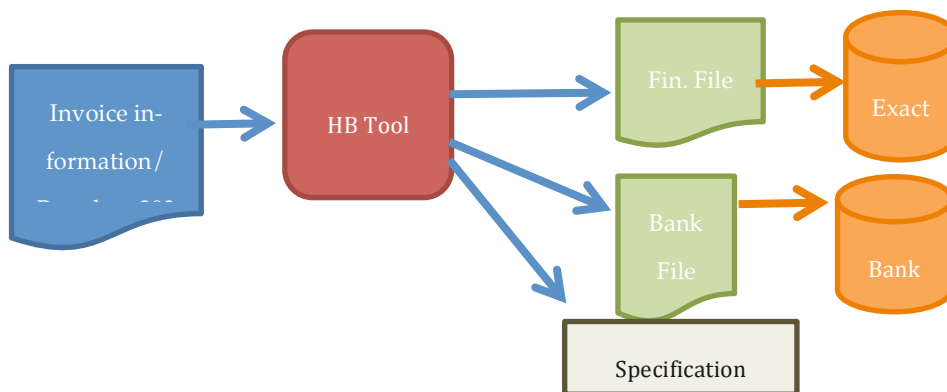 Invoice in-
formation/
HB Tool
Fin. File
Exact
Bank
File
Bank
Specification